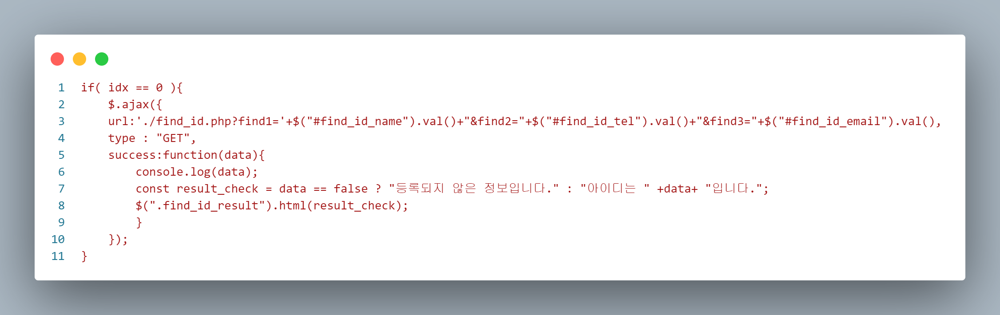 1 if( idx == 0 ){
2     $.ajax({
3     url:'./find_id.php?find1='+$("#find_id_name").val()+"&find2="+$("#find_id_tel").val()+"&find3="+$("#find_id_email").val(),
4     type : "GET",
5     success:function(data){
6         console.log(data);
7         const result_check = data == false ? "등록되지 않은 정보입니다." : "아이디는 " +data+ "입니다.";
8         $(".find_id_result").html(result_check);
9         }
10     });
11 }